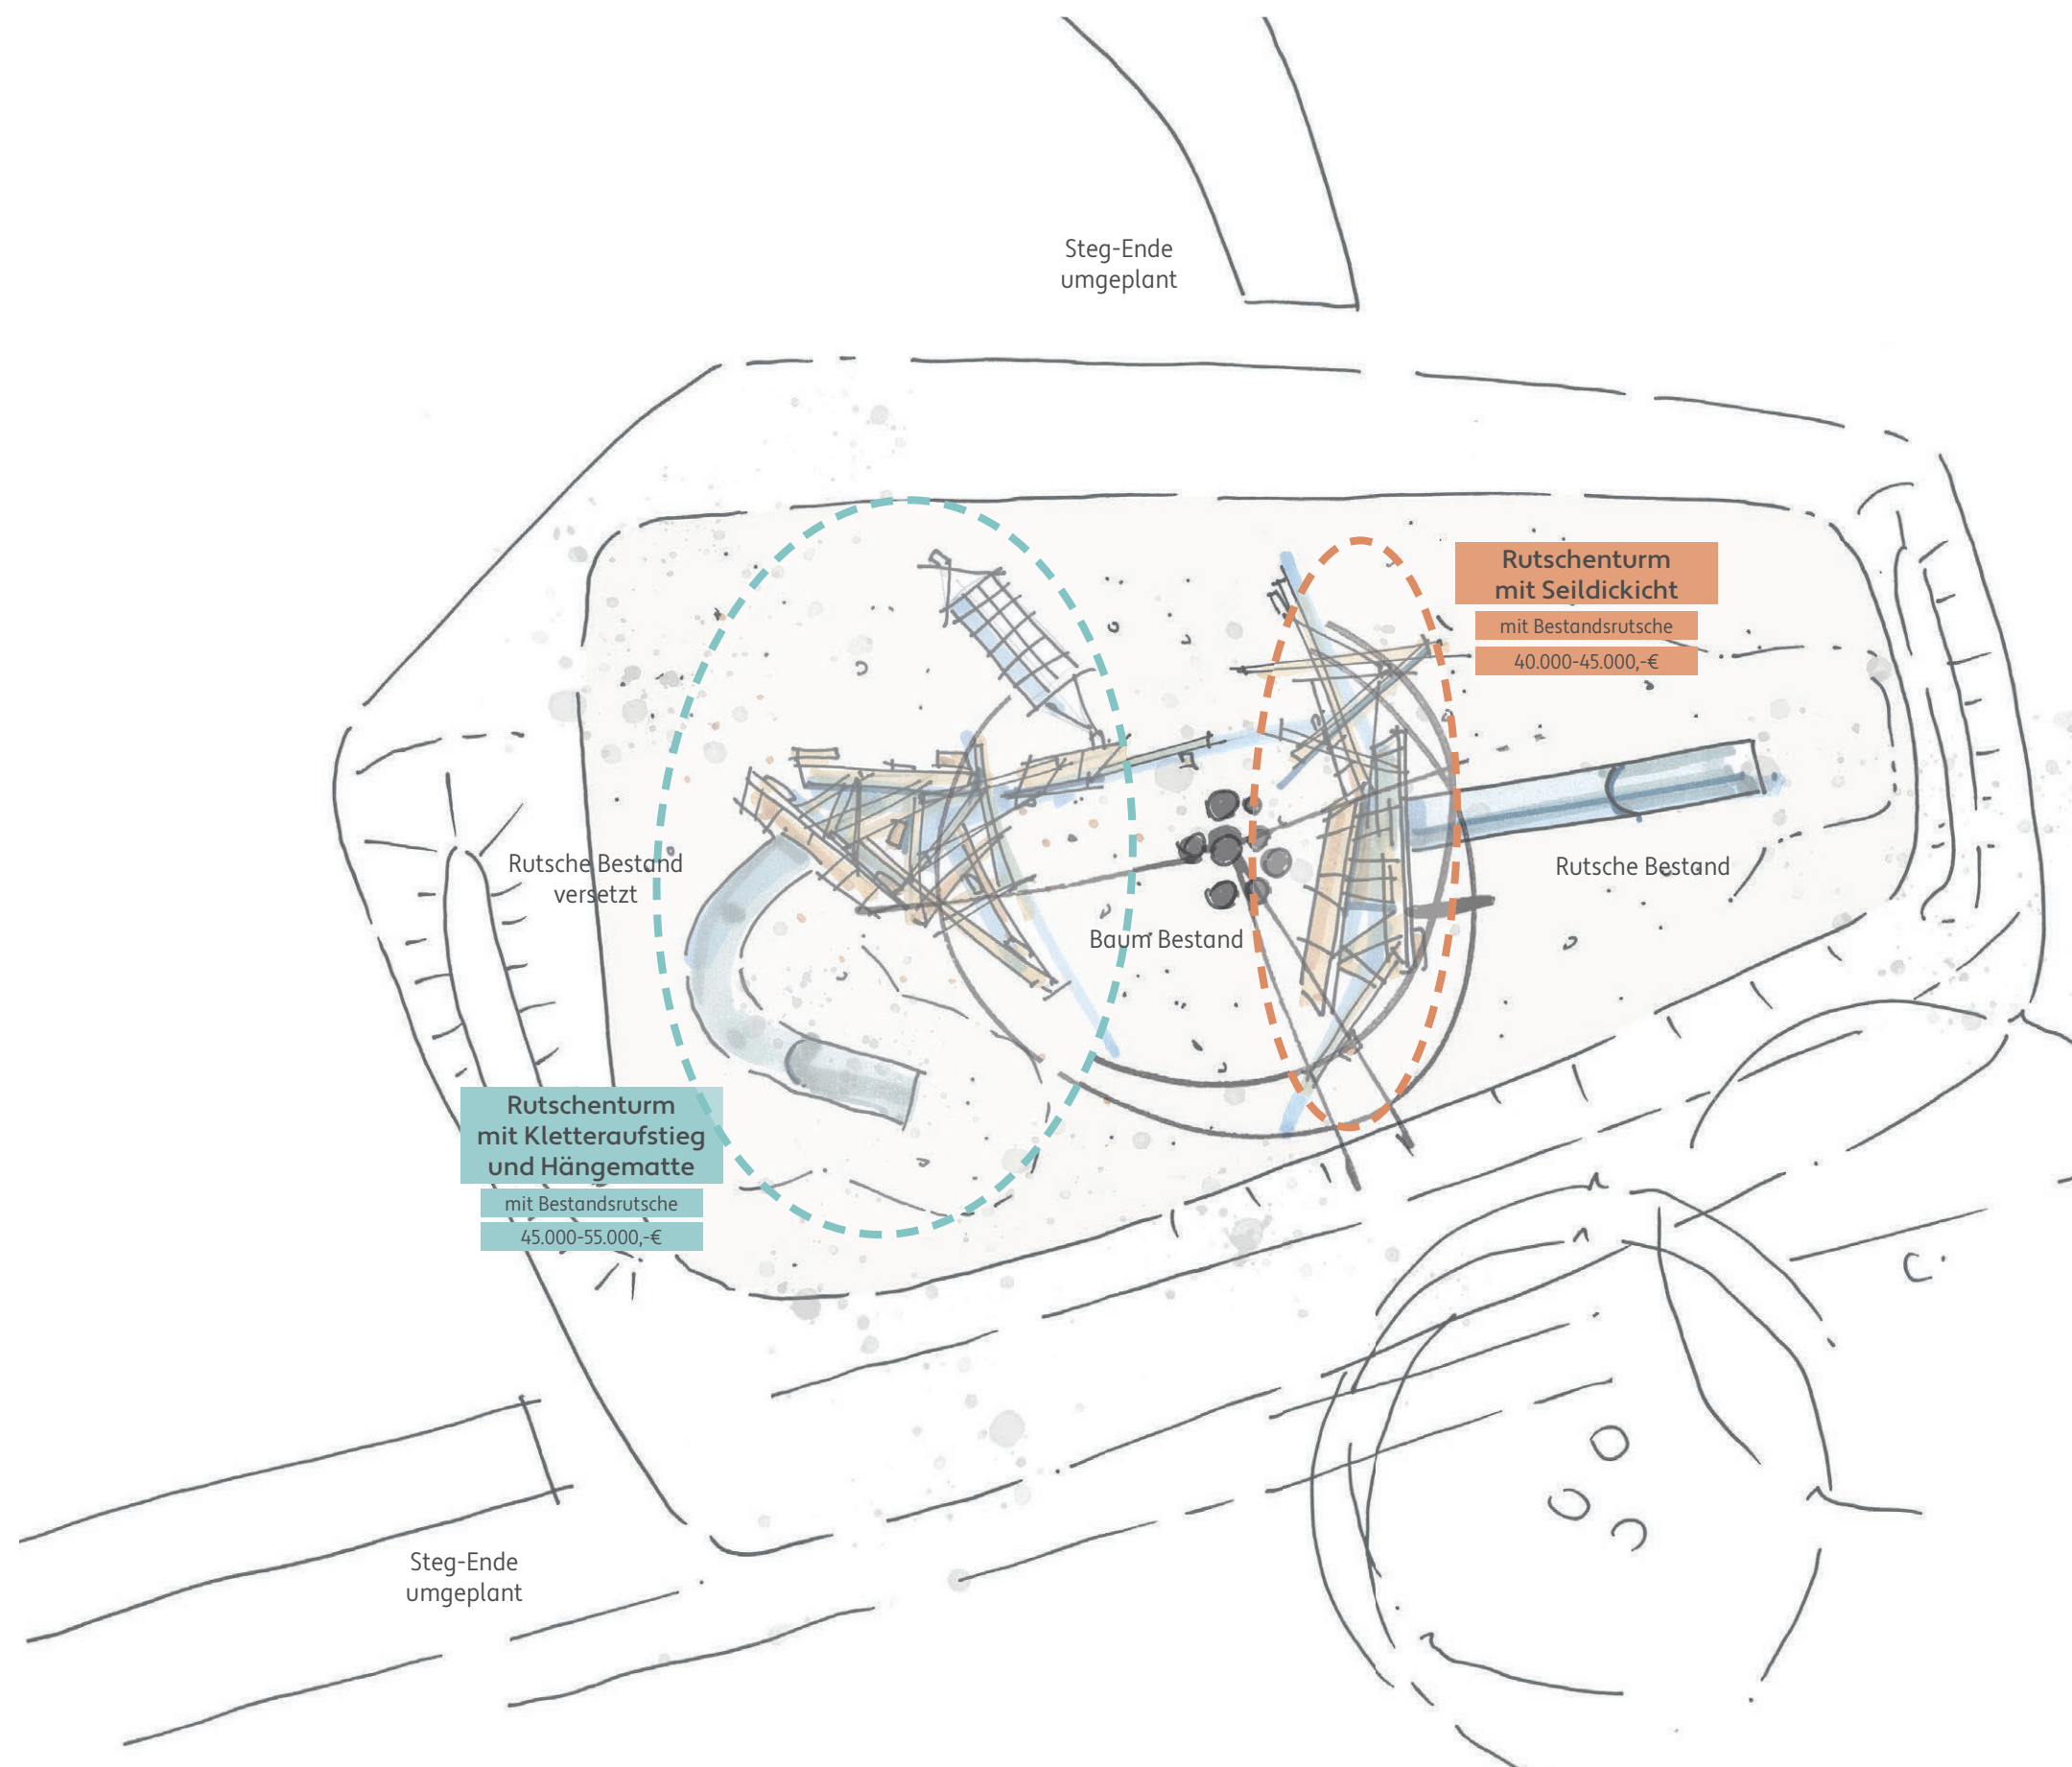 Steg-Ende
umgeplant
Rutschenturm
mit Seildickicht
mit Bestandsrutsche
40.000-45.000,-€
Rutsche Bestand
versetzt
Rutsche Bestand
Baum Bestand
Rutschenturm
mit Kletteraufstieg
und Hängematte
mit Bestandsrutsche
45.000-55.000,-€
Steg-Ende
umgeplant